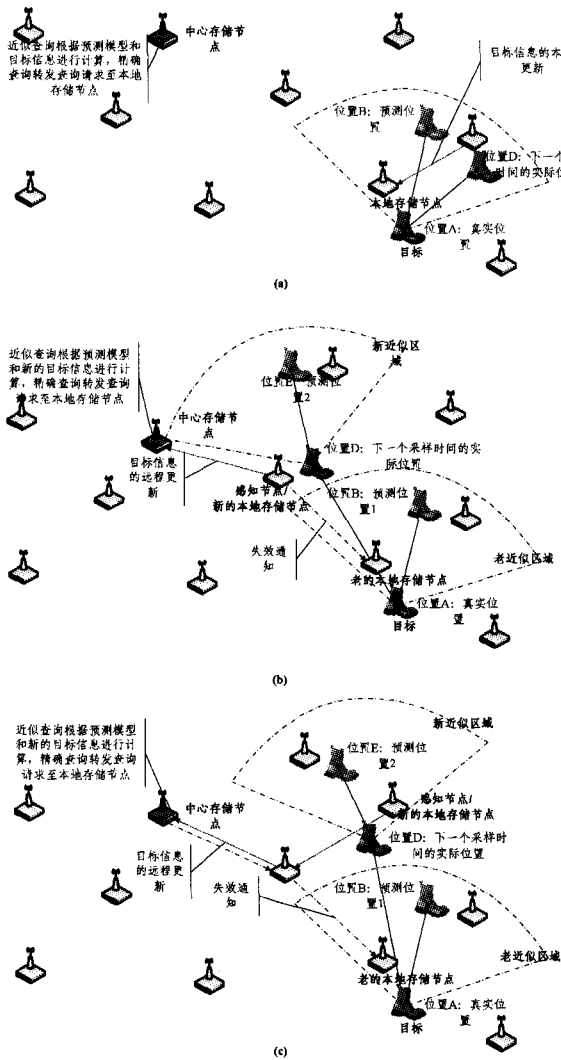 中心存储节
点
近似查询根据预测模型和
目标信息进行计算，精确
查询转发查询请求至本地
存储节点
目标信息的本
更新
位置B：预测位
置
位置D：下一个
时间的实际位
本地存储节点
位置A：真实位
置
目标
(a)
近似查询根据预测模型
和新的目标信息进行计
算，精确查询转发查询
请求至本地存储节点
新近似区
域
位置E：预测位
置2
中心存储节
点
位置D：下一个采样时间的实
际位置
目标信息
的远程更
新
感知节点/
新的本地存储节点
位置B：预测位
置1
失效通
知
老近似区域
老的本地存储节点
位置A：真实位
置
目标
(b)
近似查询根据预测模型
和新的目标信息进行计
算，精确查询转发查询
请求至本地存储节点
新近似区域
位置E：预测位
置2
感知节点/
新的本地存储节点
中心存储节
点
位置D：下一个采样时
间的实际位置
目标信息
的远程更
新
失效通
知
位置B：预测位
置1
老近似区域
老的本地存储节点
位置A：真实位
置
目标
(c)